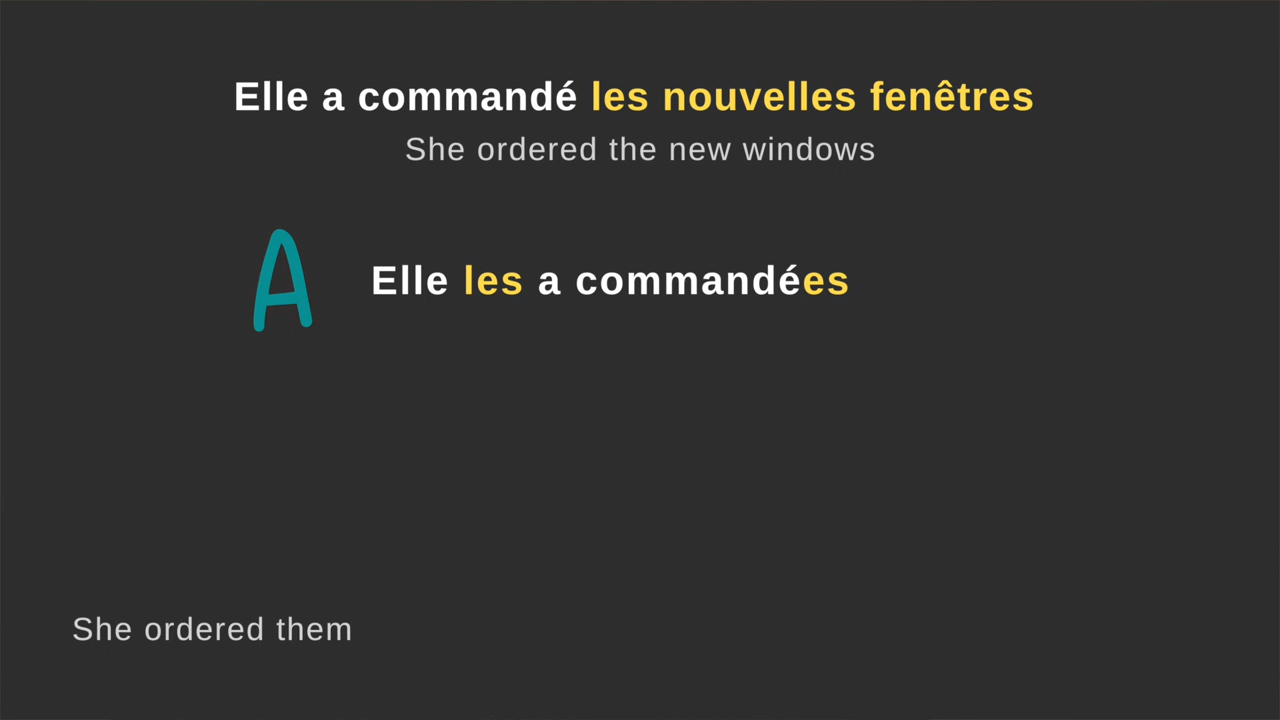 Elle a commandé les nouvelles fenêtres
She ordered the new windows
A
Elle les a commandées
She ordered them